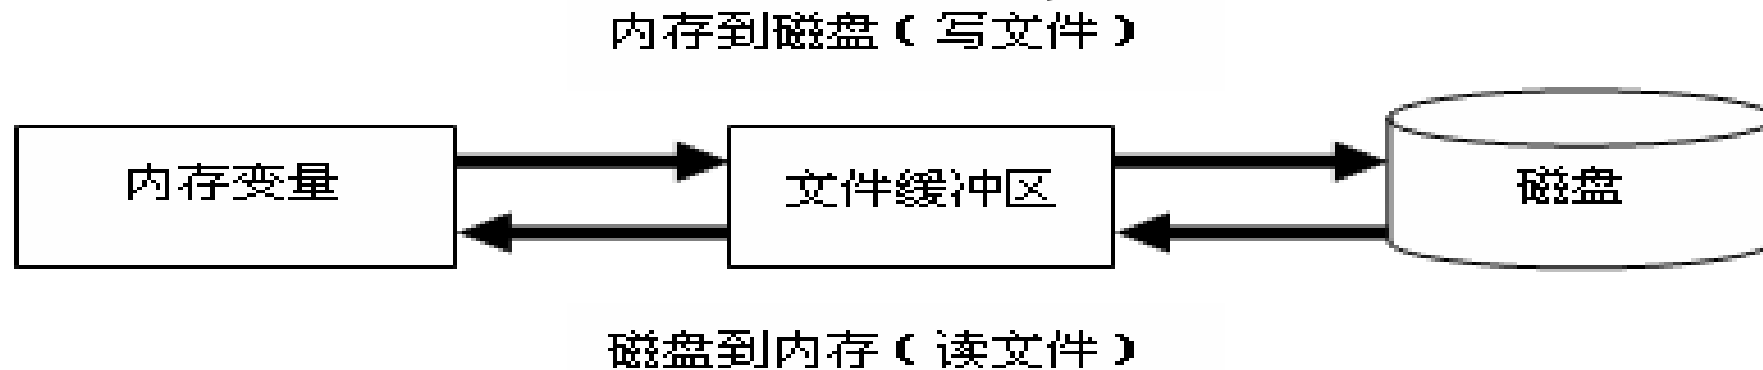 内存到磁盘（写文件）
内存变量
文件缓冲区
磁盘
磁盘到内存（读文件）